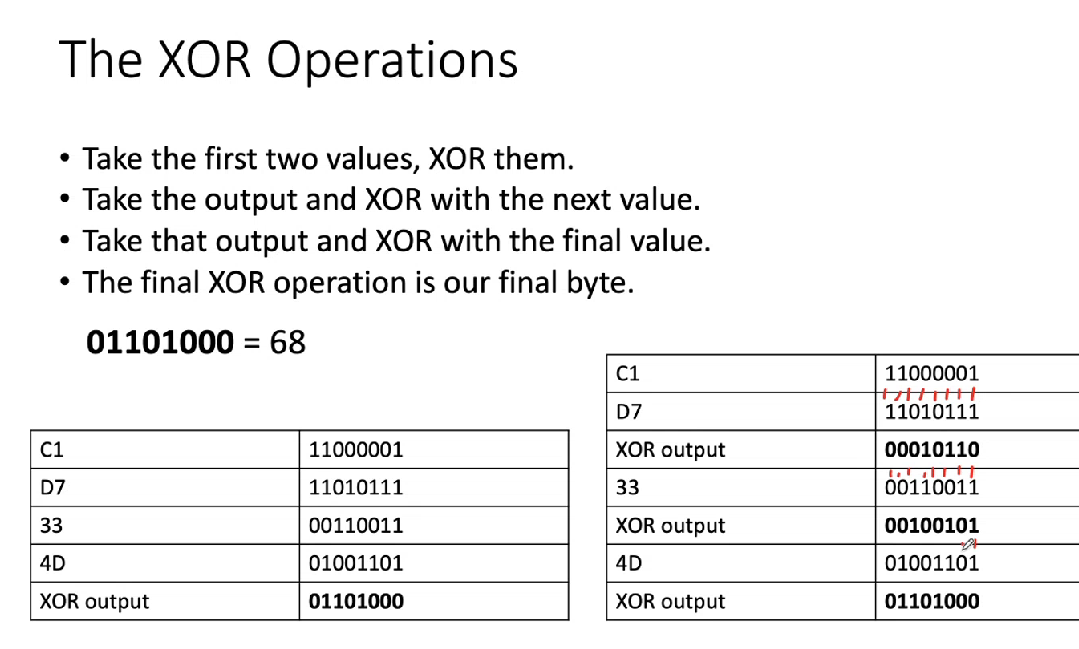 The XOR Operations
• Take the first two values, XOR them.
• Take the output and XOR with the next value.
• Take that output and XOR with the final value.
• The final XOR operation is our final byte.
01101000 = 68
C1 11000001
D7 11010111
33 00110011
4D 01001101
XOR output 01101000
C1 11000001
D7 11010111
XOR output 00010110
33 00110011
XOR output 00100101
4D 01001101
XOR output 01101000